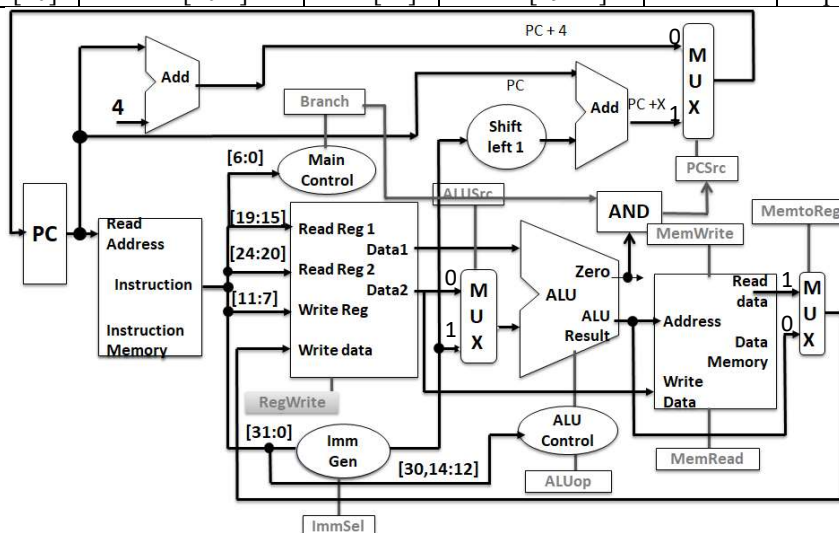 PC + 4
0
M
U
X
1
Add
4
PC
Add
PC +X
Branch
Shift
left 1
[6:0]
Main
Control
PCSrc
ALUSrc
[19:15]
AND
MemtoReg
PC
Read
Address
Read Reg 1
MemWrite
[24:20]
Data1
Instruction
Read Reg 2
Data2
0
M
U
X
1
Zero
ALU
Read
data
1
M
U
X
0
[11:7]
Write Reg
ALU
Result
Address
Instruction
Memory
Write data
Data
Memory
RegWrite
Write
Data
[31:0]
Imm
Gen
ALU
Control
[30,14:12]
MemRead
ALUop
ImmSel